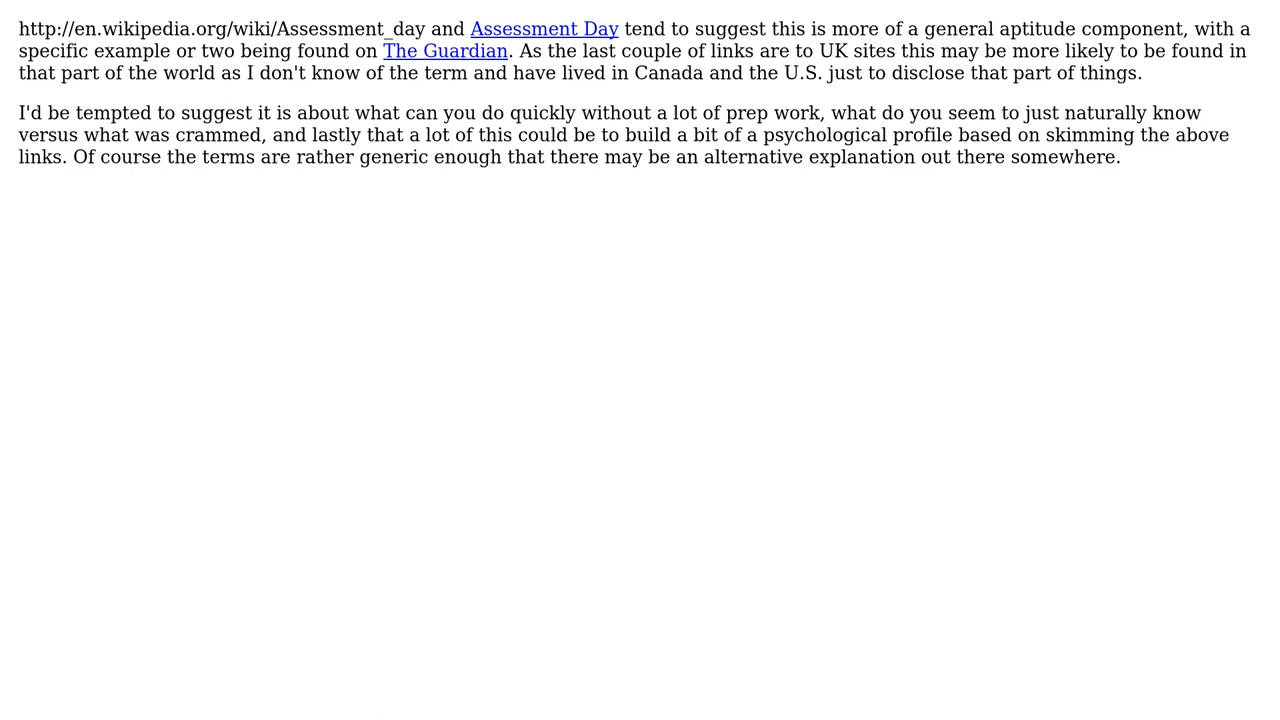 http://en.wikipedia.org/wiki/Assessment_day and Assessment Day tend to suggest this is more of a general aptitude component, with a
specific example or two being found on The Guardian. As the last couple of links are to UK sites this may be more likely to be found in
that part of the world as I don't know of the term and have lived in Canada and the U.S. just to disclose that part of things.
I'd be tempted to suggest it is about what can you do quickly without a lot of prep work, what do you seem to just naturally know
versus what was crammed, and lastly that a lot of this could be to build a bit of a psychological profile based on skimming the above
links. Of course the terms are rather generic enough that there may be an alternative explanation out there somewhere.